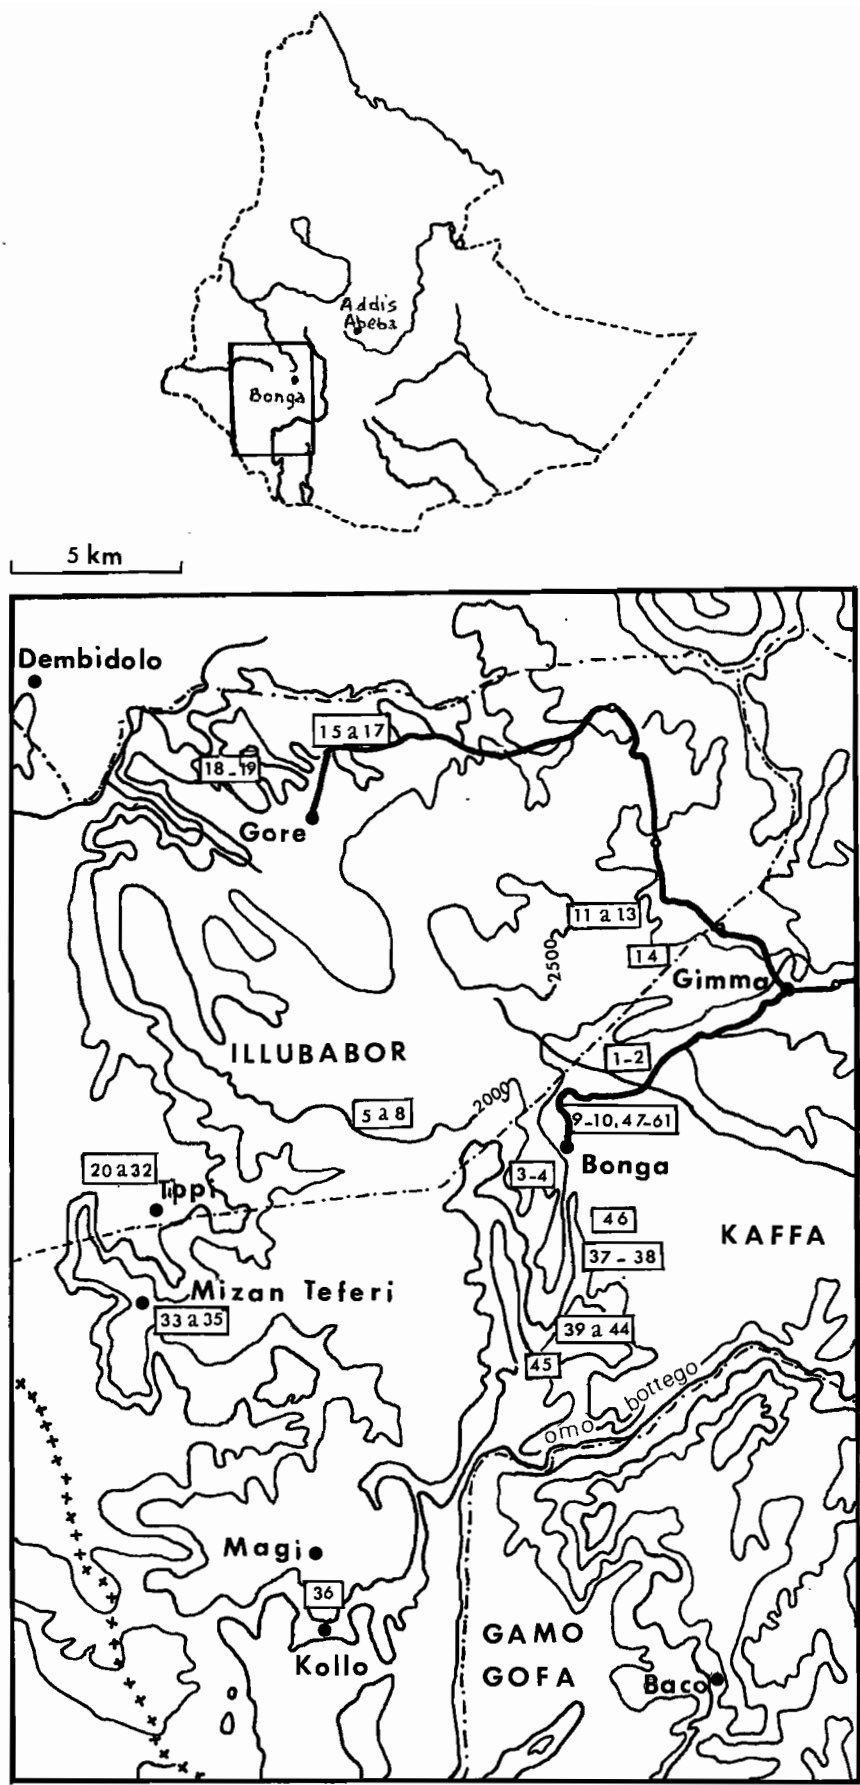 Addis
Abeba
Bonga
5 km
Dembidolo
15 a 17
18-19
Gore
11 a 13
2500
14
Gimma
ILLUBABOR
1-2
2000
5 a 8
9-10, 47-61
Bonga
20 a 32
Tippi
3-4
46
KAFFA
37-38
Mizan Teferi
33 a 35
39 a 44
45
omo bottego
Magi
36
GAMO
GOFA
Kollo
Baco